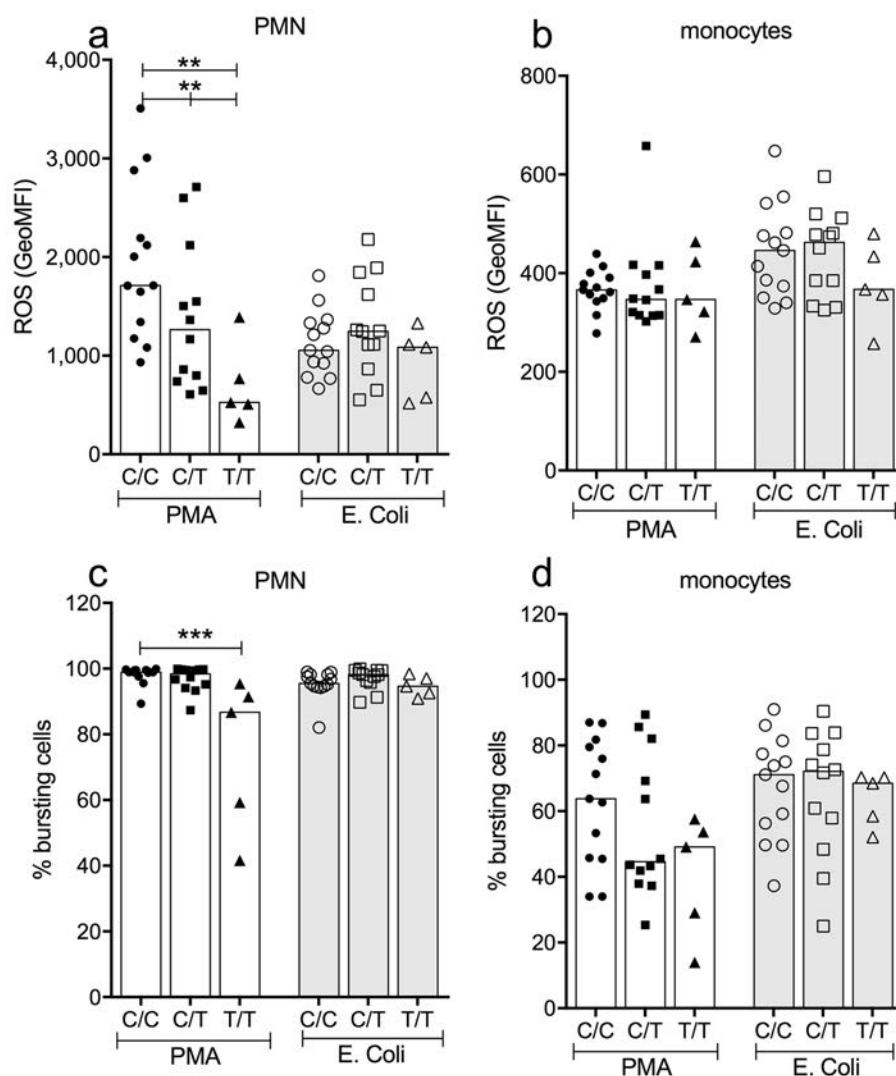 a
PMN
ROS (GeoMFI)
4,000
3,000
2,000
1,000
0
**
**
C/C C/T T/T C/C C/T T/T
PMA E. Coli
b
monocytes
ROS (GeoMFI)
800
600
400
200
0
C/C C/T T/T C/C C/T T/T
PMA E. Coli
c
PMN
% bursting cells
120
100
80
60
40
20
0
***
C/C C/T T/T C/C C/T T/T
PMA E. Coli
d
monocytes
% bursting cells
120
100
80
60
40
20
0
C/C C/T T/T C/C C/T T/T
PMA E. Coli